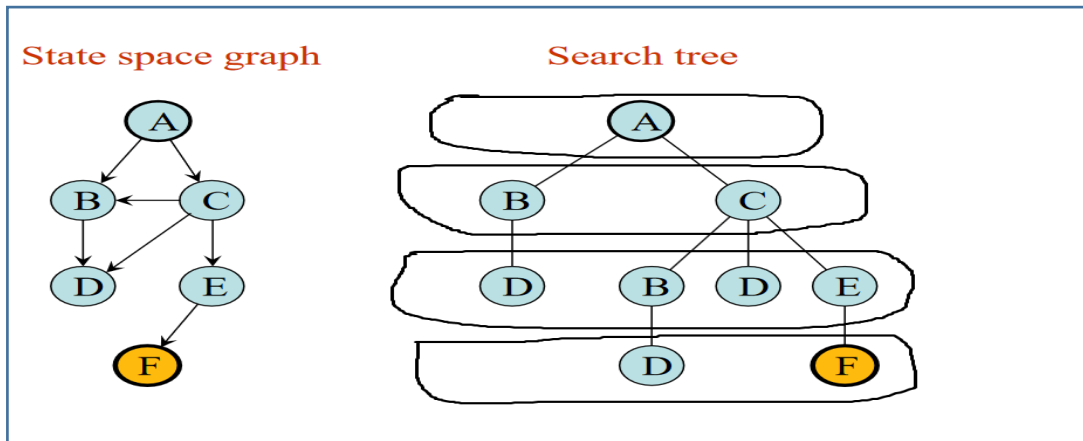 State space graph Search tree
A A
B C B C
D E D B D E
F D F